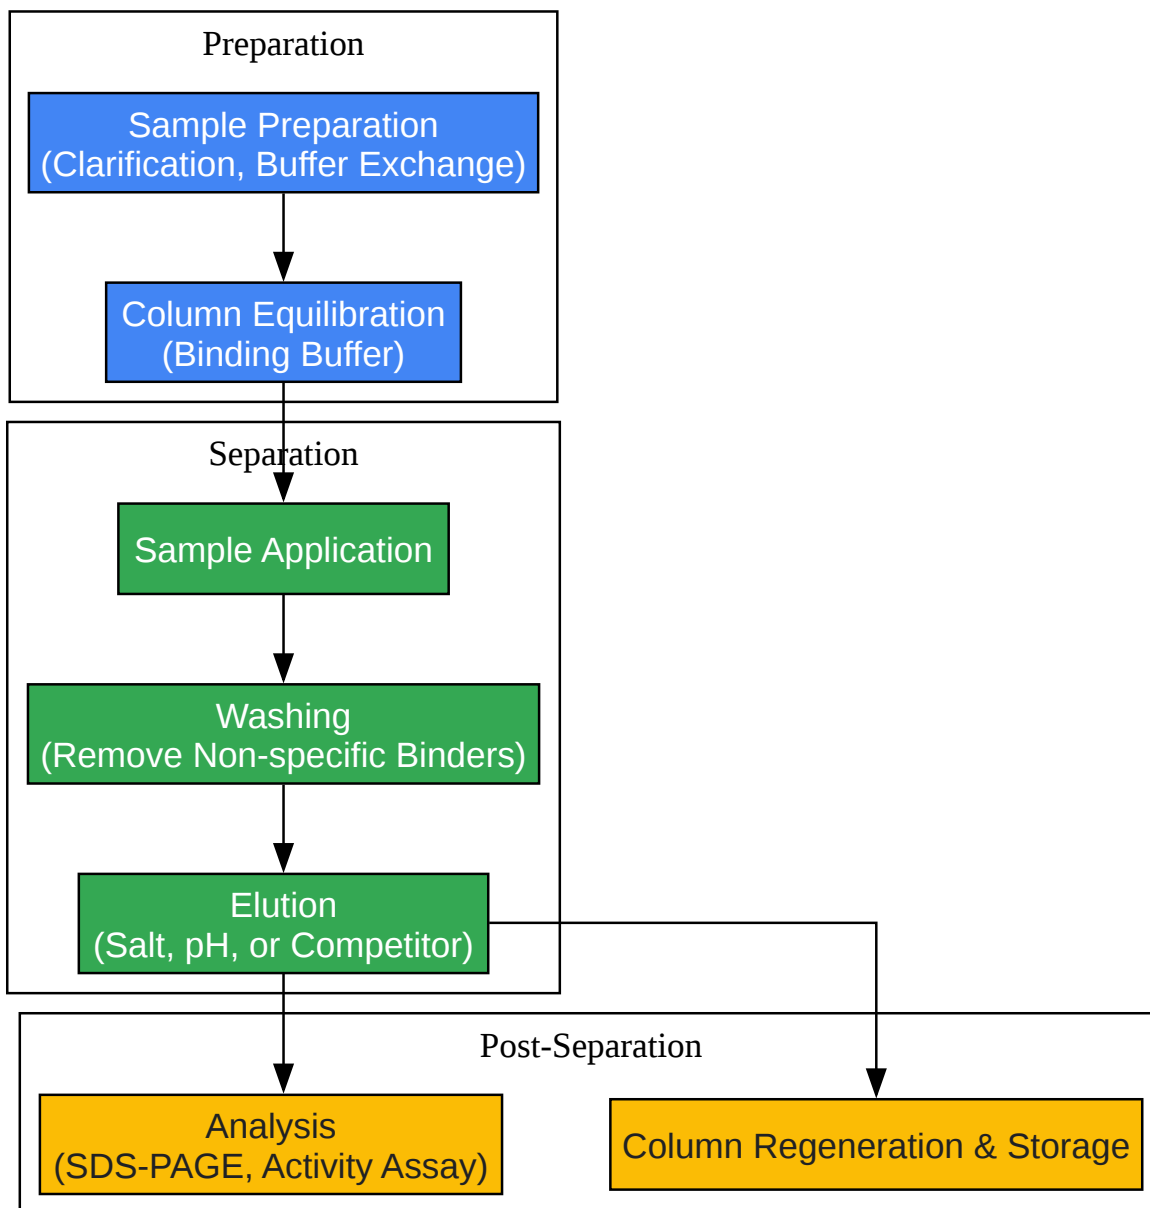 Preparation
Sample Preparation
(Clarification, Buffer Exchange)
Column Equilibration
(Binding Buffer)
Separation
Sample Application
Washing
(Remove Non-specific Binders)
Elution
(Salt, pH, or Competitor)
Post-Separation
Analysis
(SDS-PAGE, Activity Assay)
Column Regeneration & Storage